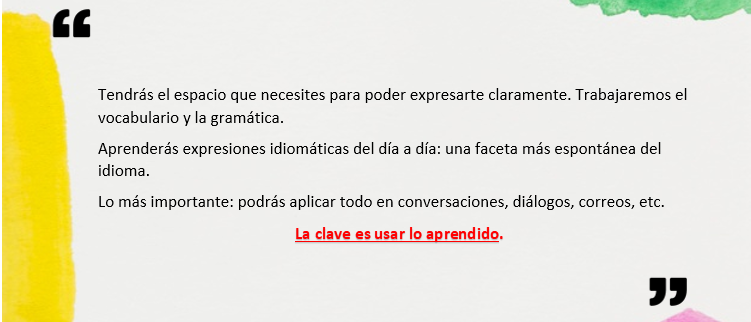 Tendrás el espacio que necesites para poder expresarte claramente. Trabajaremos el
vocabulario y la gramática.
Aprenderás expresiones idiomáticas del día a día: una faceta más espontánea del
idioma.
Lo más importante: podrás aplicar todo en conversaciones, diálogos, correos, etc.
La clave es usar lo aprendido.